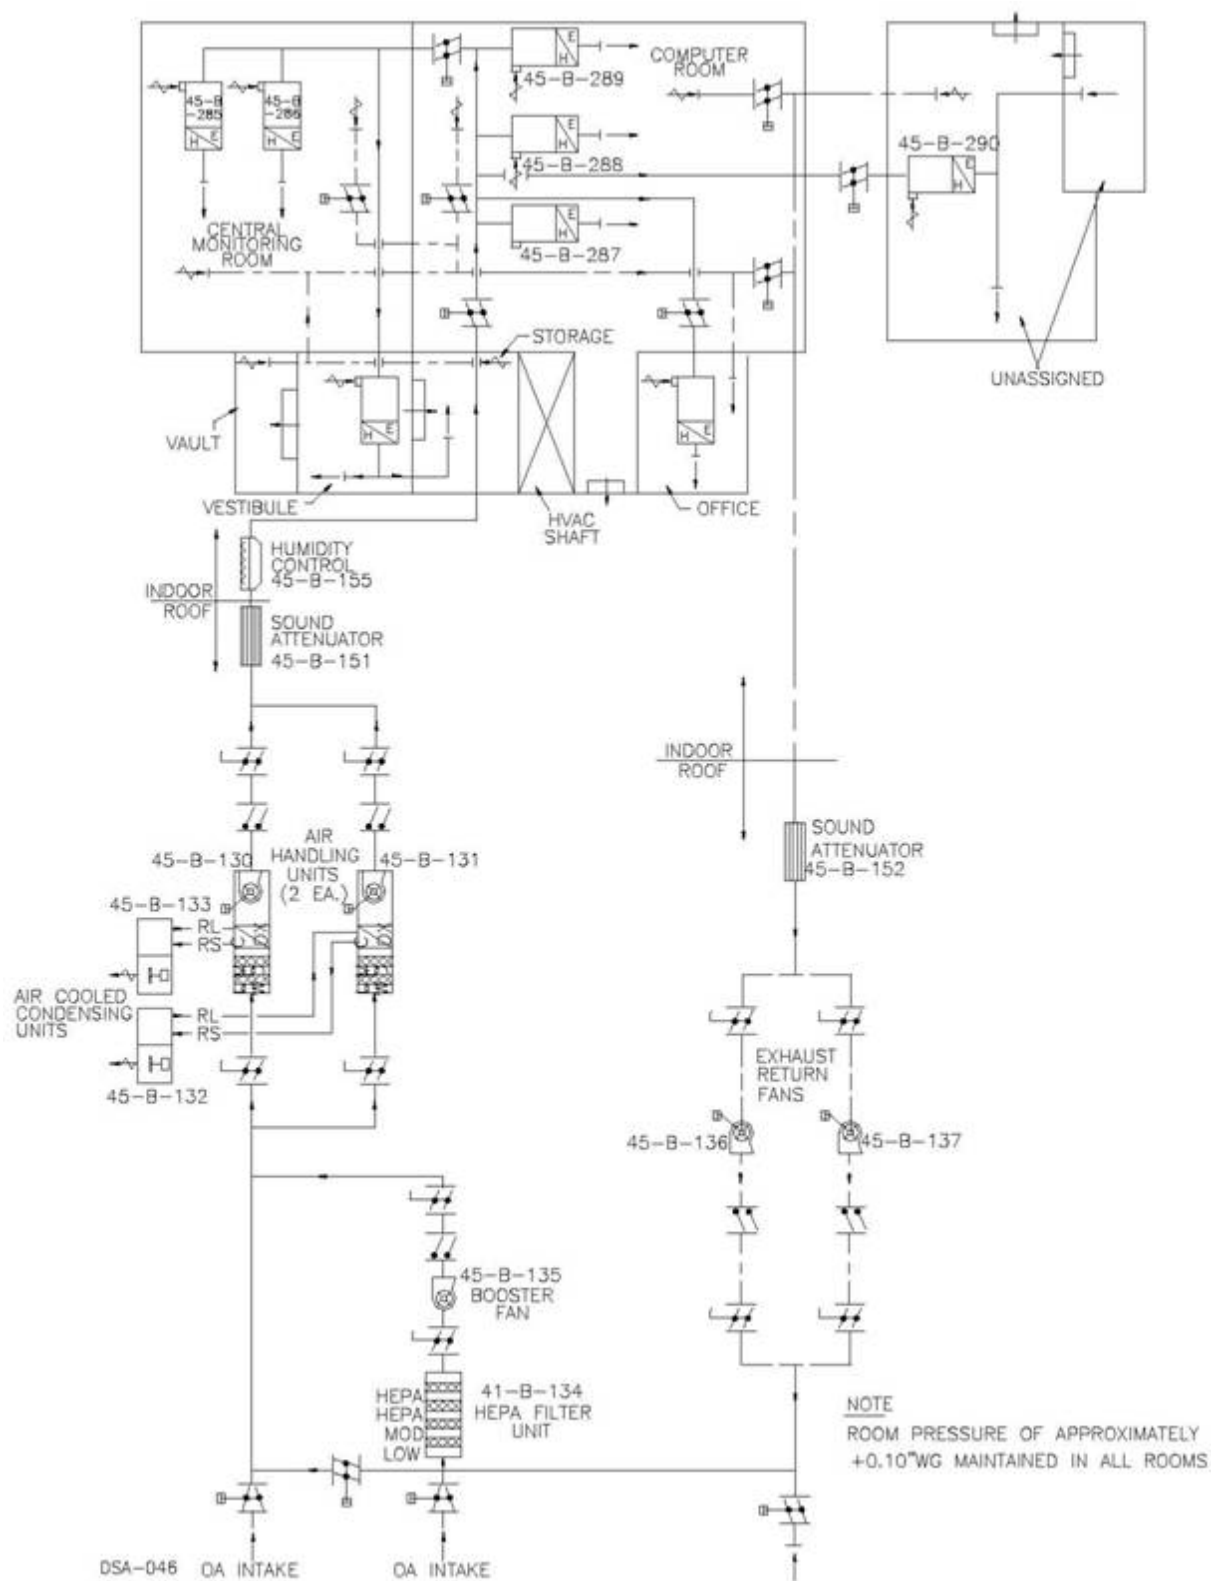 45-B-289
COMPUTER
ROOM
45-B
-285
45-B
-286
H E
H E
E
H
45-B-288
E
H
45-B-290
E
H
45-B-287
E
H
CENTRAL
MONITORING
ROOM
STORAGE
UNASSIGNED
VAULT
H E
H E
VESTIBULE
HVAC
SHAFT
OFFICE
HUMIDITY
CONTROL
45-B-155
INDOOR
ROOF
SOUND
ATTENUATOR
45-B-151
INDOOR
ROOF
SOUND
ATTENUATOR
45-B-152
45-B-130
AIR
HANDLING
UNITS
(2 EA.)
45-B-131
45-B-133
RL
RS
AIR COOLED
CONDENSING
UNITS
RL
RS
45-B-132
EXHAUST
RETURN
FANS
45-B-136
45-B-137
45-B-135
BOOSTER
FAN
HEPA
HEPA
MOD
LOW
41-B-134
HEPA FILTER
UNIT
NOTE
ROOM PRESSURE OF APPROXIMATELY
+0.10"WG MAINTAINED IN ALL ROOMS
DSA-046
OA INTAKE
OA INTAKE